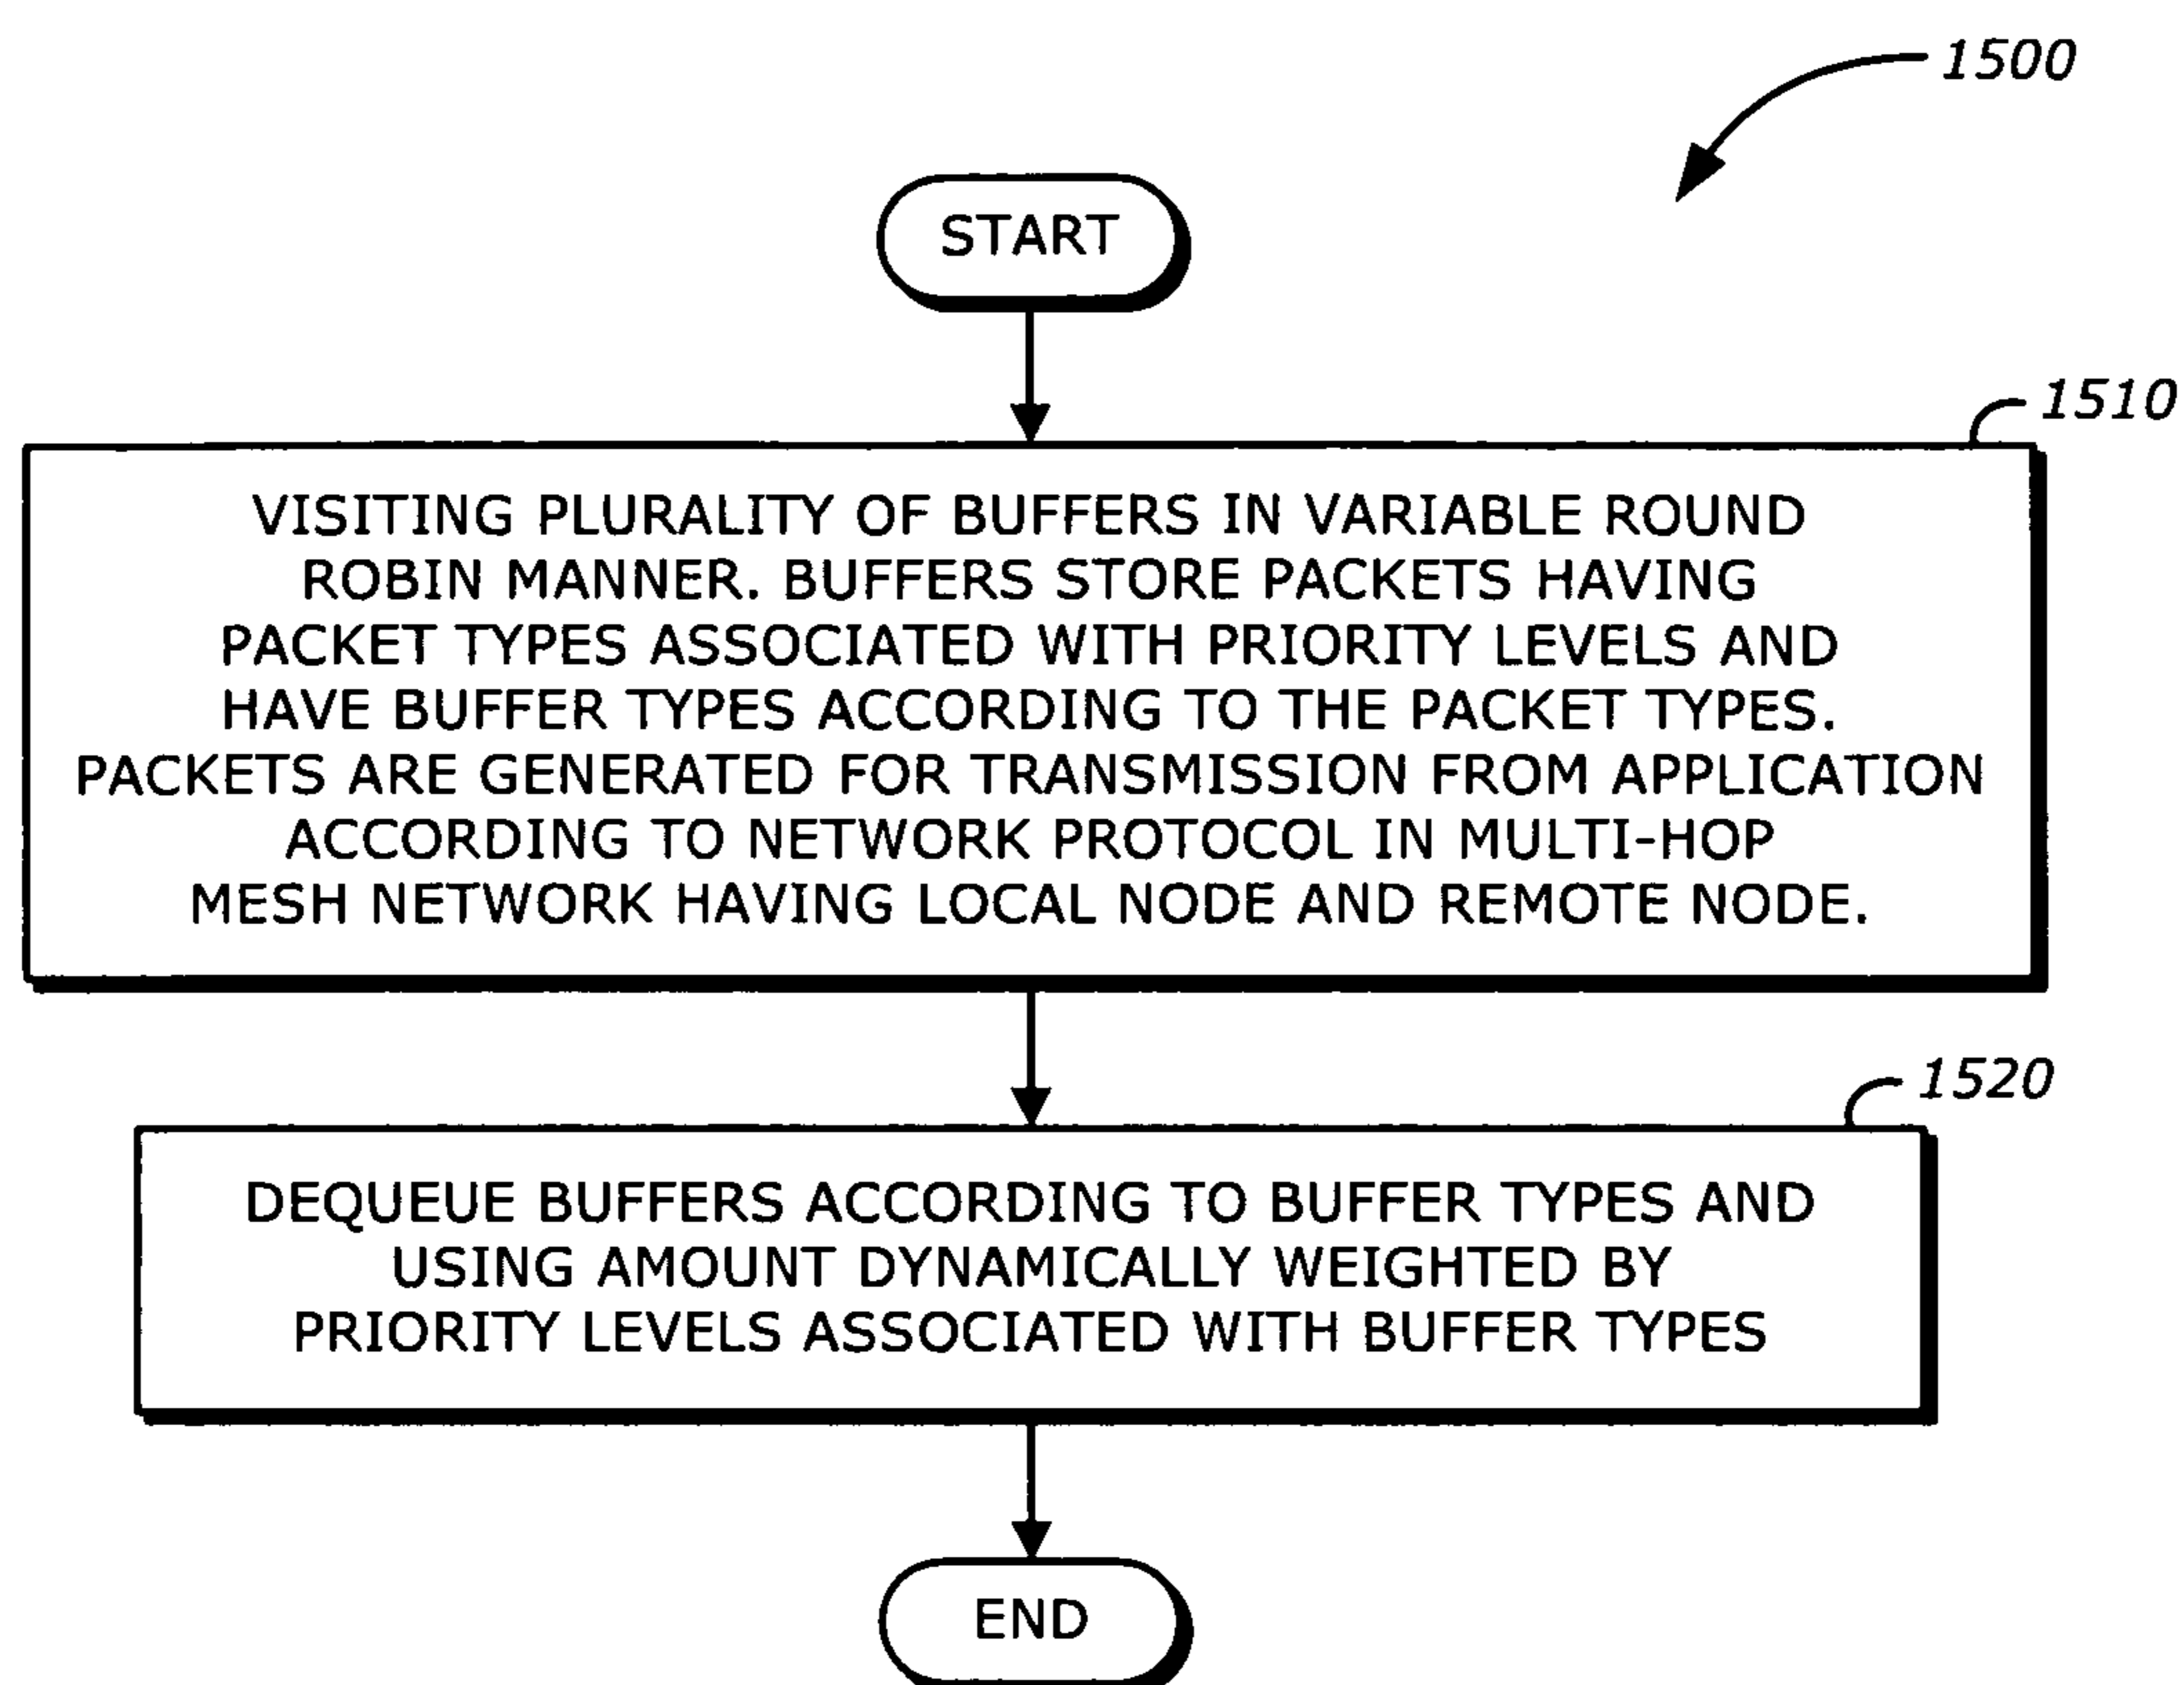 1500
START
1510
VISITING PLURALITY OF BUFFERS IN VARIABLE ROUND
ROBIN MANNER. BUFFERS STORE PACKETS HAVING
PACKET TYPES ASSOCIATED WITH PRIORITY LEVELS AND
HAVE BUFFER TYPES ACCORDING TO THE PACKET TYPES.
PACKETS ARE GENERATED FOR TRANSMISSION FROM APPLICATION
ACCORDING TO NETWORK PROTOCOL IN MULTI-HOP
MESH NETWORK HAVING LOCAL NODE AND REMOTE NODE.
1520
DEQUEUE BUFFERS ACCORDING TO BUFFER TYPES AND
USING AMOUNT DYNAMICALLY WEIGHTED BY
PRIORITY LEVELS ASSOCIATED WITH BUFFER TYPES
END